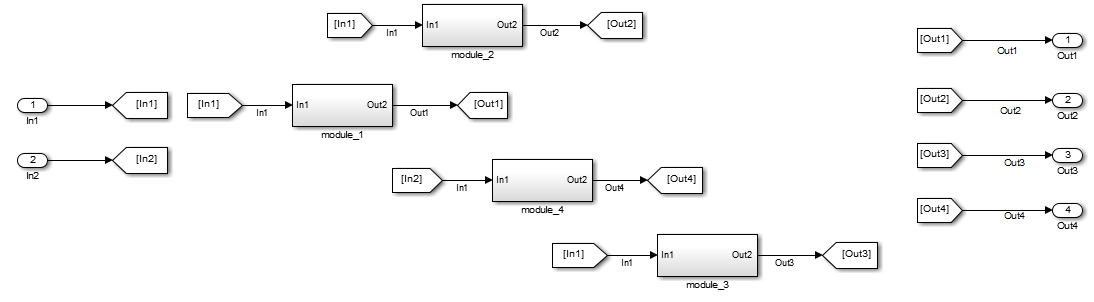 [In1] In1 In1 Out2 Out2 [Out2]
module_2
[Out1] Out1 1 Out1
1 In1 [In1]
[In1] In1 In1 Out2 Out1 [Out1]
module_1
[Out2] Out2 2 Out2
2 In2 [In2]
[In2] In1 In1 Out2 Out4 [Out4]
module_4
[Out3] Out3 3 Out3
[Out4] Out4 4 Out4
[In1] In1 In1 Out2 Out3 [Out3]
module_3